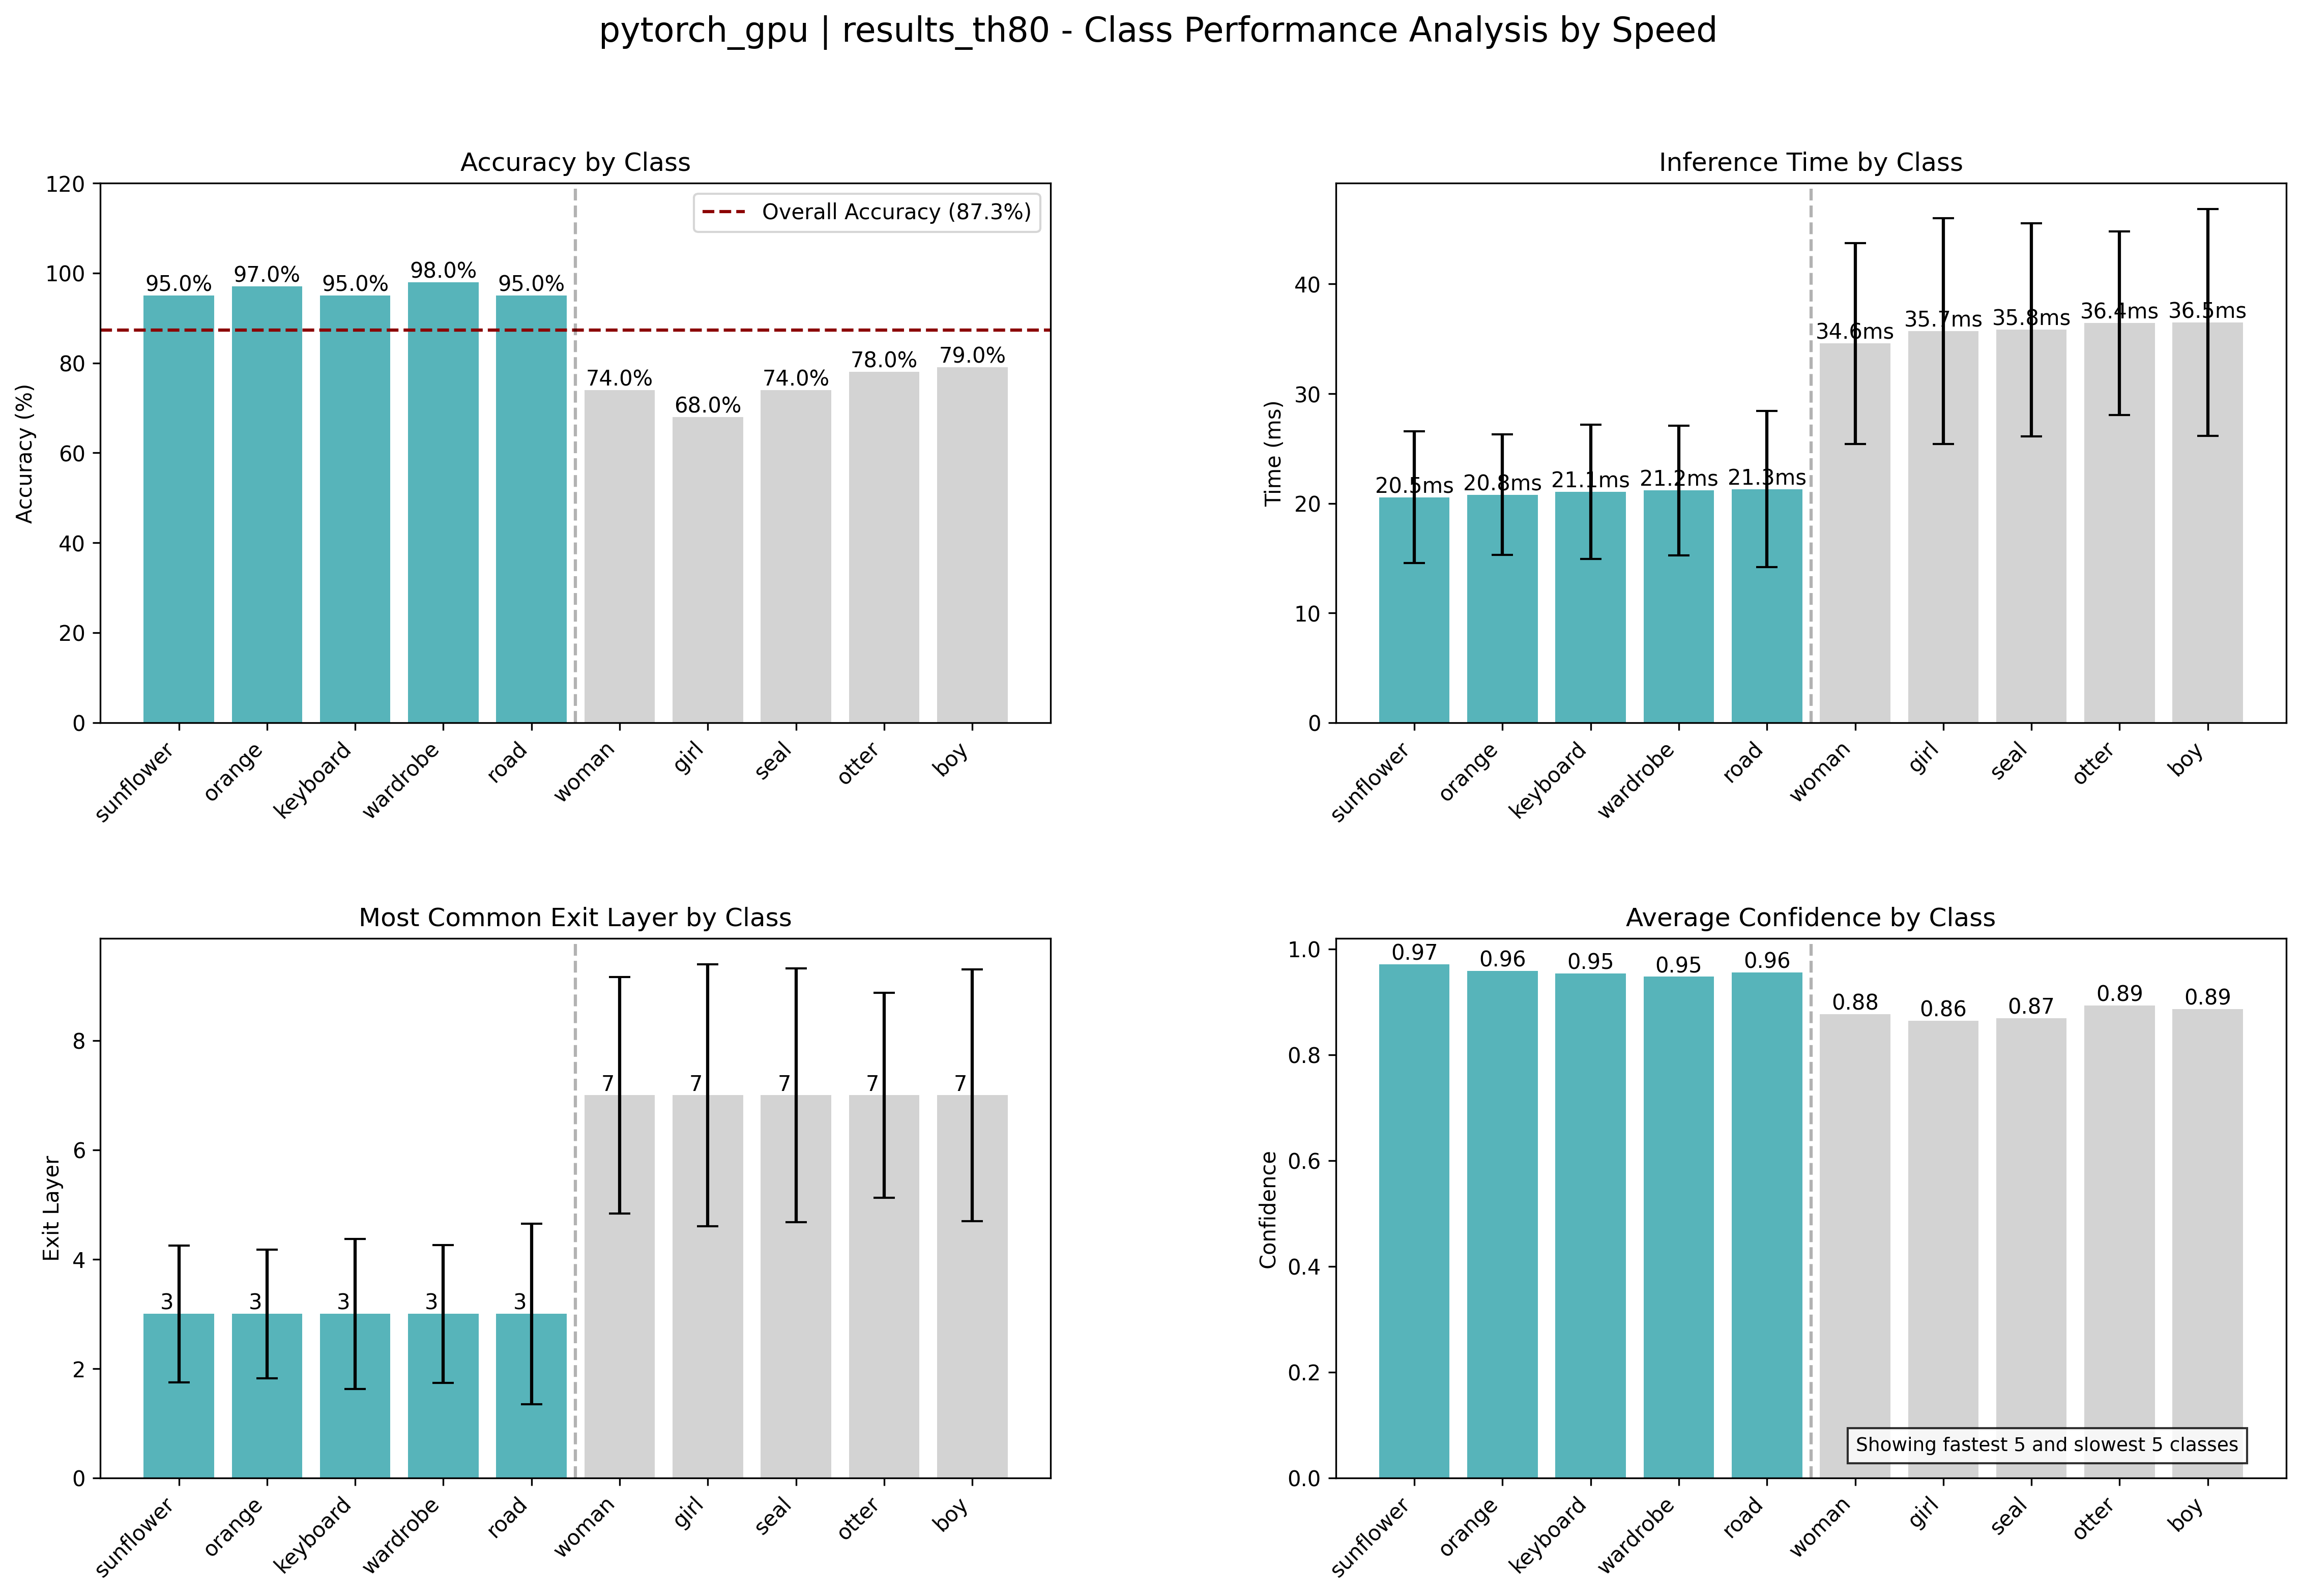 pytorch_gpu | results_th80 - Class Performance Analysis by Speed
Accuracy by Class
Accuracy (%)
120
100
80
60
40
20
0
Overall Accuracy (87.3%)
95.0%
97.0%
95.0%
98.0%
95.0%
74.0%
68.0%
74.0%
78.0%
79.0%
sunflower
orange
keyboard
wardrobe
road
woman
girl
seal
otter
boy
Inference Time by Class
Time (ms)
40
30
20
10
0
20.5ms
20.8ms
21.1ms
21.2ms
21.3ms
34.6ms
35.7ms
35.8ms
36.4ms
36.5ms
sunflower
orange
keyboard
wardrobe
road
woman
girl
seal
otter
boy
Most Common Exit Layer by Class
Exit Layer
8
6
4
2
0
3
3
3
3
3
7
7
7
7
7
sunflower
orange
keyboard
wardrobe
road
woman
girl
seal
otter
boy
Average Confidence by Class
Confidence
1.0
0.8
0.6
0.4
0.2
0.0
0.97
0.96
0.95
0.95
0.96
0.88
0.86
0.87
0.89
0.89
Showing fastest 5 and slowest 5 classes
sunflower
orange
keyboard
wardrobe
road
woman
girl
seal
otter
boy